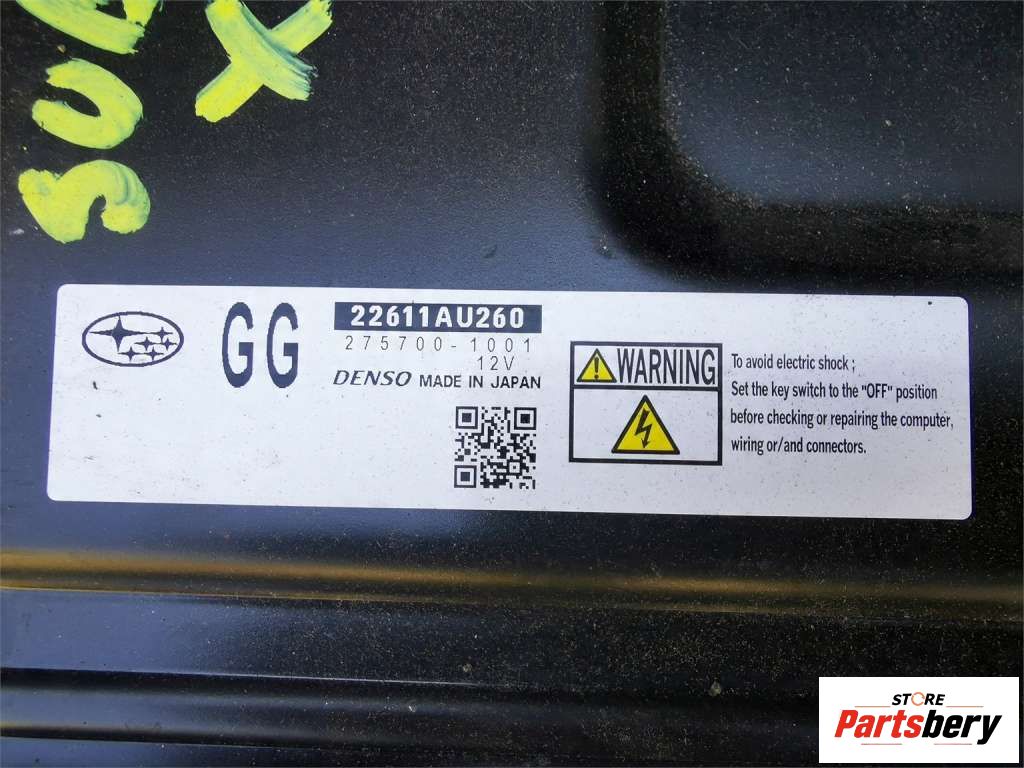 SU
X
GG
22611AU260
275700-1001
12V
DENSO MADE IN JAPAN
WARNING
To avoid electric shock ;
Set the key switch to the "OFF" position
before checking or repairing the computer,
wiring or/and connectors.
STORE
Partsbery